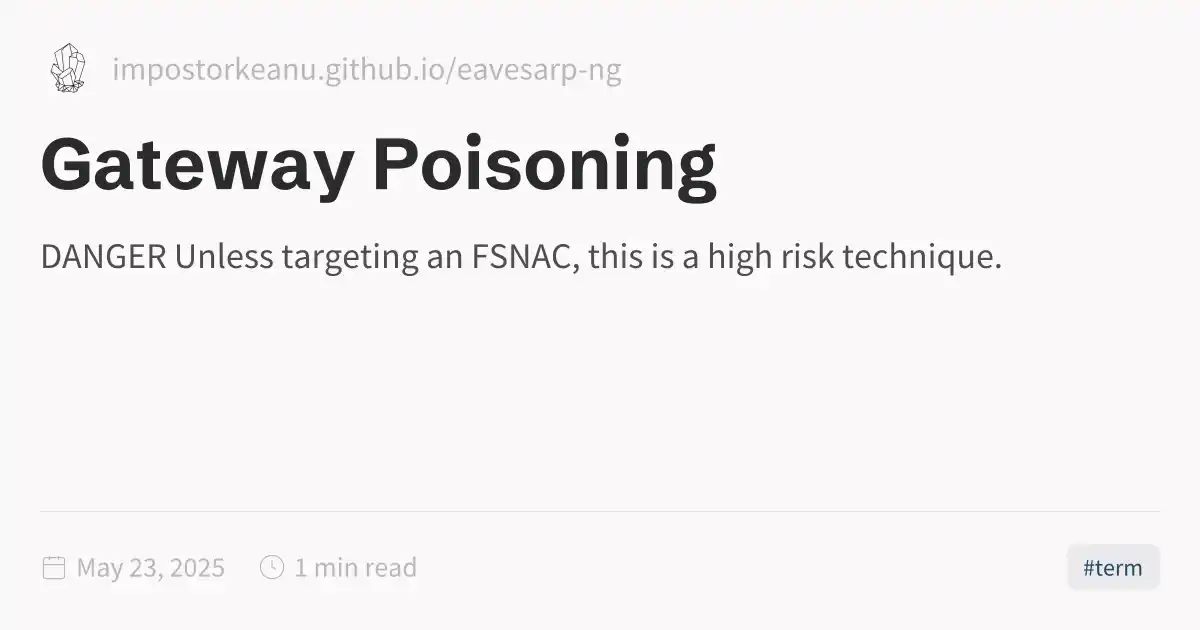 impostorkeanu.github.io/eavesarp-ng
Gateway Poisoning
DANGER Unless targeting an FSNAC, this is a high risk technique.
May 23, 2025
1 min read
#term